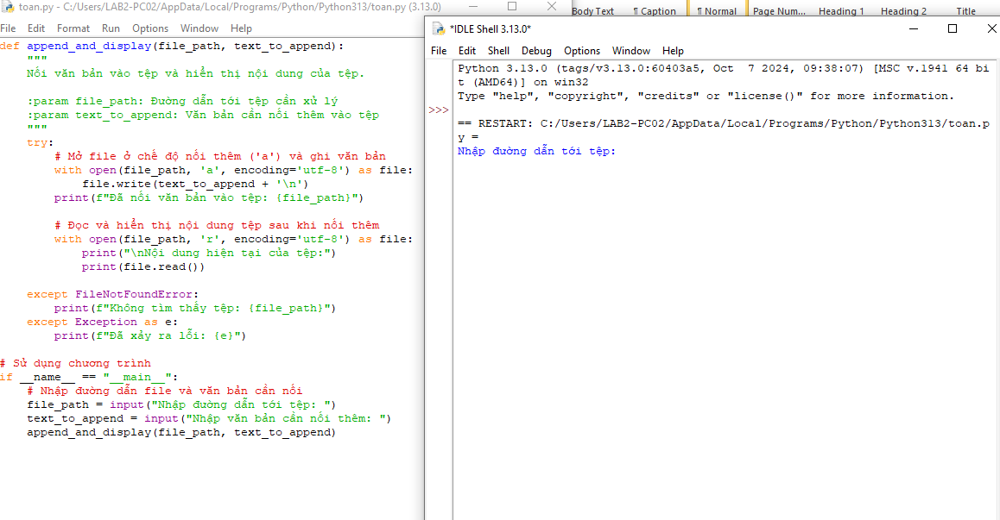 toan.py - C:/Users/LAB2-PC02/AppData/Local/Programs/Python/Python313/toan.py (3.13.0)
File Edit Format Run Options Window Help
def append_and_display(file_path, text_to_append):
"""
Nối văn bản vào tệp và hiển thị nội dung của tệp.
:param file_path: Đường dẫn tới tệp cần xử lý
:param text_to_append: Văn bản cần nối thêm vào tệp
"""
try:
# Mở file ở chế độ nối thêm ('a') và ghi văn bản
with open(file_path, 'a', encoding='utf-8') as file:
file.write(text_to_append + '\n')
print(f"Đã nối văn bản vào tệp: {file_path}")
# Đọc và hiển thị nội dung tệp sau khi nối thêm
with open(file_path, 'r', encoding='utf-8') as file:
print("\nNội dung hiện tại của tệp:")
print(file.read())
except FileNotFoundError:
print(f"Không tìm thấy tệp: {file_path}")
except Exception as e:
print(f"Đã xảy ra lỗi: {e}")
# Sử dụng chương trình
if __name__ == "__main__":
# Nhập đường dẫn file và văn bản cần nối
file_path = input("Nhập đường dẫn tới tệp: ")
text_to_append = input("Nhập văn bản cần nối thêm: ")
append_and_display(file_path, text_to_append)
Body Text ¶ Caption ¶ Normal Page Num... Heading 1 Heading 2 Title
*IDLE Shell 3.13.0*
File Edit Shell Debug Options Window Help
Python 3.13.0 (tags/v3.13.0:60403a5, Oct  7 2024, 09:38:07) [MSC v.1941 64 bi
t (AMD64)] on win32
Type "help", "copyright", "credits" or "license()" for more information.
>>>
== RESTART: C:/Users/LAB2-PC02/AppData/Local/Programs/Python/Python313/toan.p
y =
Nhập đường dẫn tới tệp: